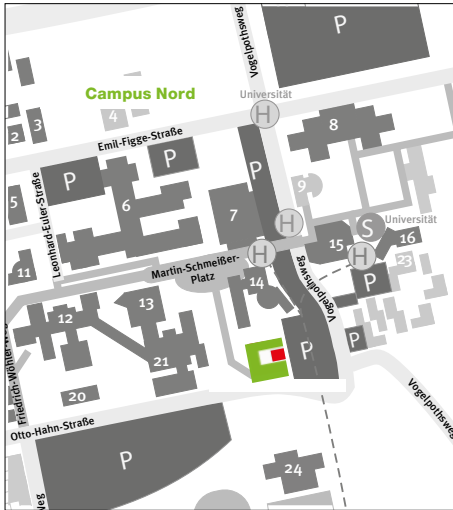 P
Vogelpothsweg
Campus Nord
Universität
H
2
3
4
Emil-Figge-Straße
8
P
P
P
5
Leonhard-Euler-Straße
6
9
7
H
S
Universität
11
Martin-Schmeißer-
Platz
H
15
H
16
23
14
Vogelpothsweg
P
13
12
21
P
P
20
Friedrich-Wöhler-Weg
Otto-Hahn-Straße
P
Vogelpothsweg
24
Weg